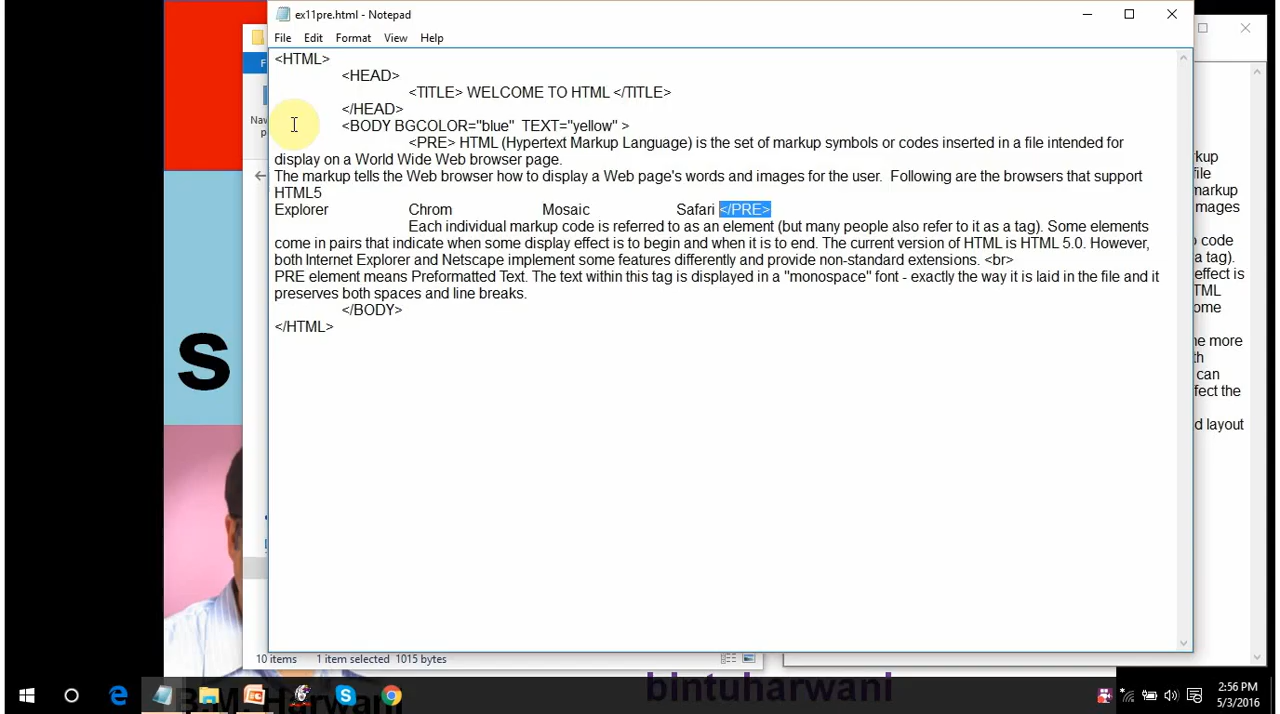 ex11pre.html - Notepad
File Edit Format View Help
<HTML>
<HEAD>
<TITLE> WELCOME TO HTML </TITLE>
</HEAD>
<BODY BGCOLOR="blue" TEXT="yellow" >
<PRE> HTML (Hypertext Markup Language) is the set of markup symbols or codes inserted in a file intended for
display on a World Wide Web browser page.
The markup tells the Web browser how to display a Web page's words and images for the user. Following are the browsers that support
HTML5
Explorer Chrom Mosaic Safari </PRE>
Each individual markup code is referred to as an element (but many people also refer to it as a tag). Some elements
come in pairs that indicate when some display effect is to begin and when it is to end. The current version of HTML is HTML 5.0. However,
both Internet Explorer and Netscape implement some features differently and provide non-standard extensions. <br>
PRE element means Preformatted Text. The text within this tag is displayed in a "monospace" font - exactly the way it is laid in the file and it
preserves both spaces and line breaks.
</BODY>
</HTML>
s
10 items 1 item selected 1015 bytes
B.M. Harwani
bintuharwani
2:56 PM
5/3/2016